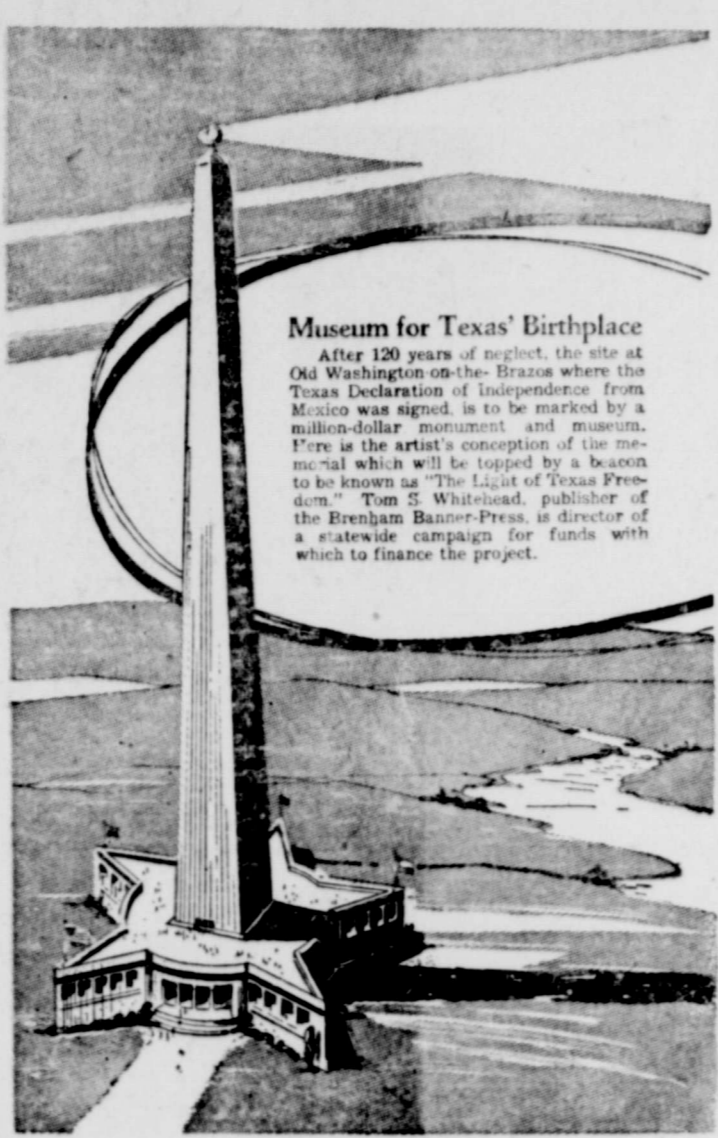 Museum for Texas' Birthplace
After 120 years of neglect, the site at
Old Washington-on-the- Brazos where the
Texas Declaration of Independence from
Mexico was signed, is to be marked by a
million-dollar monument and museum.
Here is the artist's conception of the me-
morial which will be topped by a beacon
to be known as "The Light of Texas Free-
dom." Tom S. Whitehead, publisher of
the Brenham Banner-Press, is director of
a statewide campaign for funds with
which to finance the project.